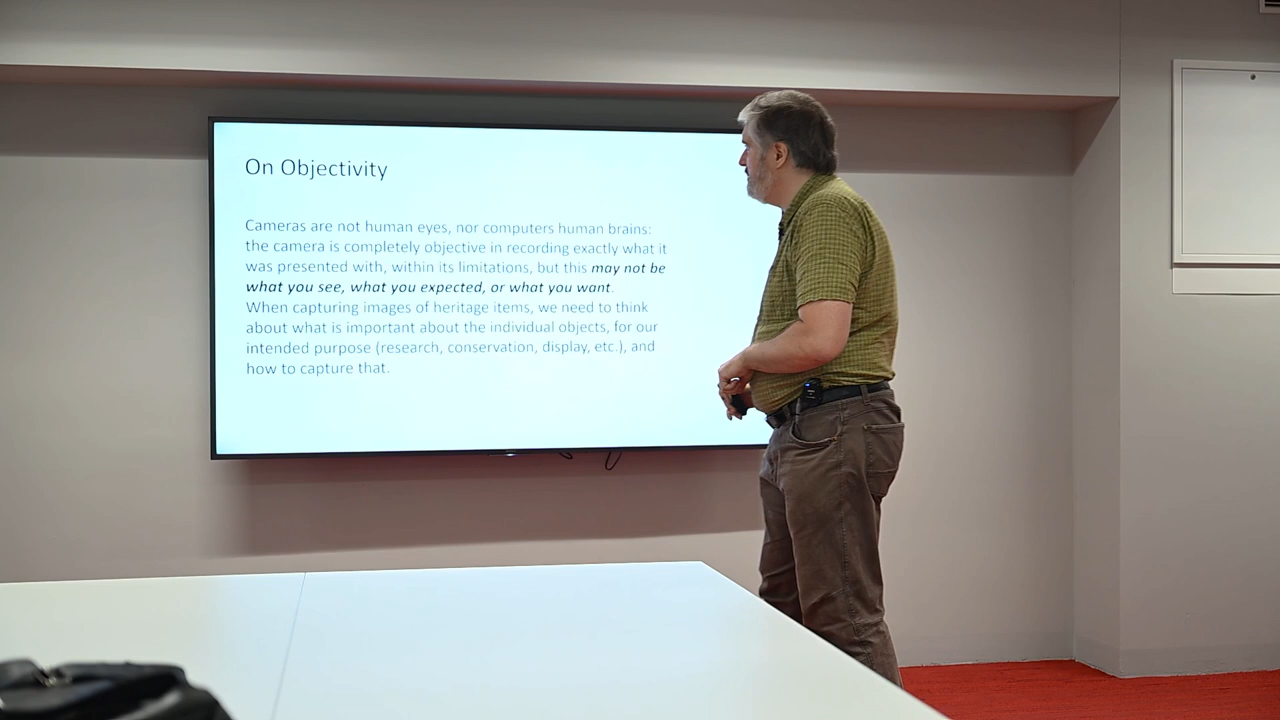 On Objectivity
Cameras are not human eyes, nor computers human brains:
the camera is completely objective in recording exactly what it
was presented with, within its limitations, but this may not be
what you see, what you expected, or what you want.
When capturing images of heritage items, we need to think
about what is important about the individual objects, for our
intended purpose (research, conservation, display, etc.), and
how to capture that.